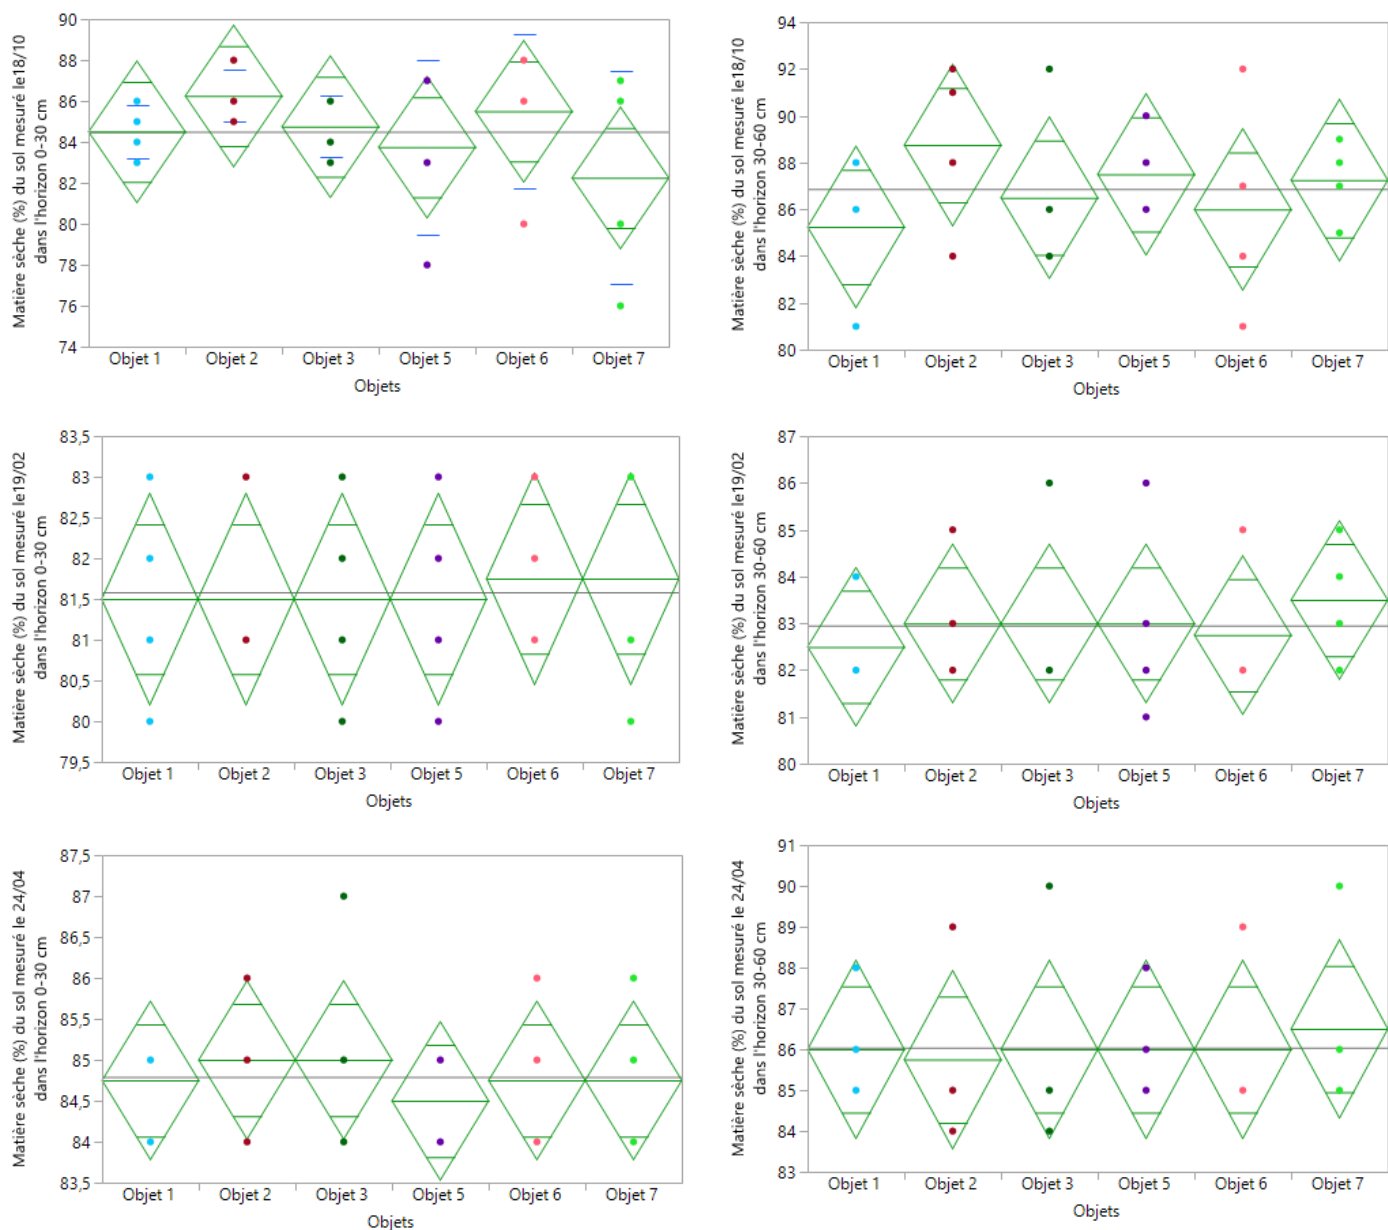 Matière sèche (%) du sol mesuré le18/10
dans l'horizon 0-30 cm
90
88
86
84
82
80
78
76
74
Objet 1 Objet 2 Objet 3 Objet 5 Objet 6 Objet 7
Objets
Matière sèche (%) du sol mesuré le18/10
dans l'horizon 30-60 cm
94
92
90
88
86
84
82
80
Objet 1 Objet 2 Objet 3 Objet 5 Objet 6 Objet 7
Objets
Matière sèche (%) du sol mesuré le19/02
dans l'horizon 0-30 cm
83,5
83
82,5
82
81,5
81
80,5
80
79,5
Objet 1 Objet 2 Objet 3 Objet 5 Objet 6 Objet 7
Objets
Matière sèche (%) du sol mesuré le19/02
dans l'horizon 30-60 cm
87
86
85
84
83
82
81
80
Objet 1 Objet 2 Objet 3 Objet 5 Objet 6 Objet 7
Objets
Matière sèche (%) du sol mesuré le 24/04
dans l'horizon 0-30 cm
87,5
87
86,5
86
85,5
85
84,5
84
83,5
Objet 1 Objet 2 Objet 3 Objet 5 Objet 6 Objet 7
Objets
Matière sèche (%) du sol mesuré le 24/04
dans l'horizon 30-60 cm
91
90
89
88
87
86
85
84
83
Objet 1 Objet 2 Objet 3 Objet 5 Objet 6 Objet 7
Objets